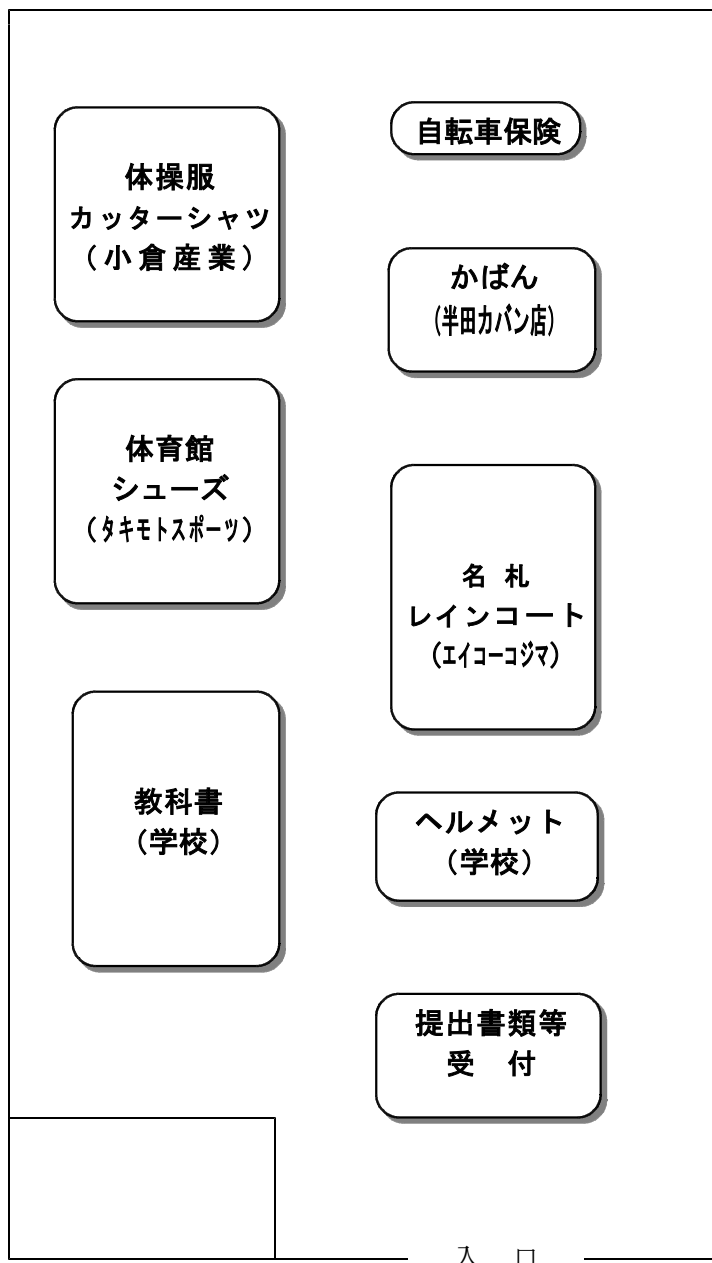 自転車保険
体操服
カッターシャツ
（小倉産業）
かばん
（半田カバン店）
体育館
シューズ
（タキモトスポーツ）
名 札
レインコート
（エイコーコジマ）
教科書
（学校）
ヘルメット
（学校）
提出書類等
受　付
入　口